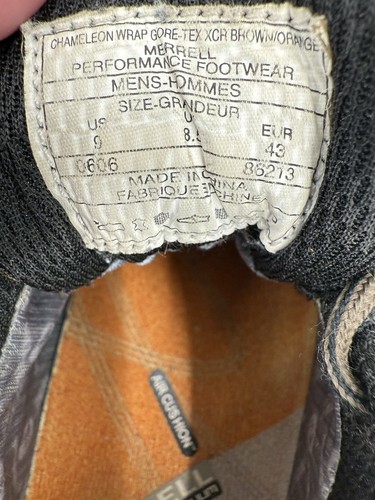 CHAMELEON WRAP GORE-TEX XCR BROWN/ORANGE
MERRELL
PERFORMANCE FOOTWEAR
MENS-HOMMES
SIZE-GRANDEUR
US EUR
9 8.5 43
0606 86213
MADE IN CHINA
FABRIQUE CHINE
AIR CUSHION